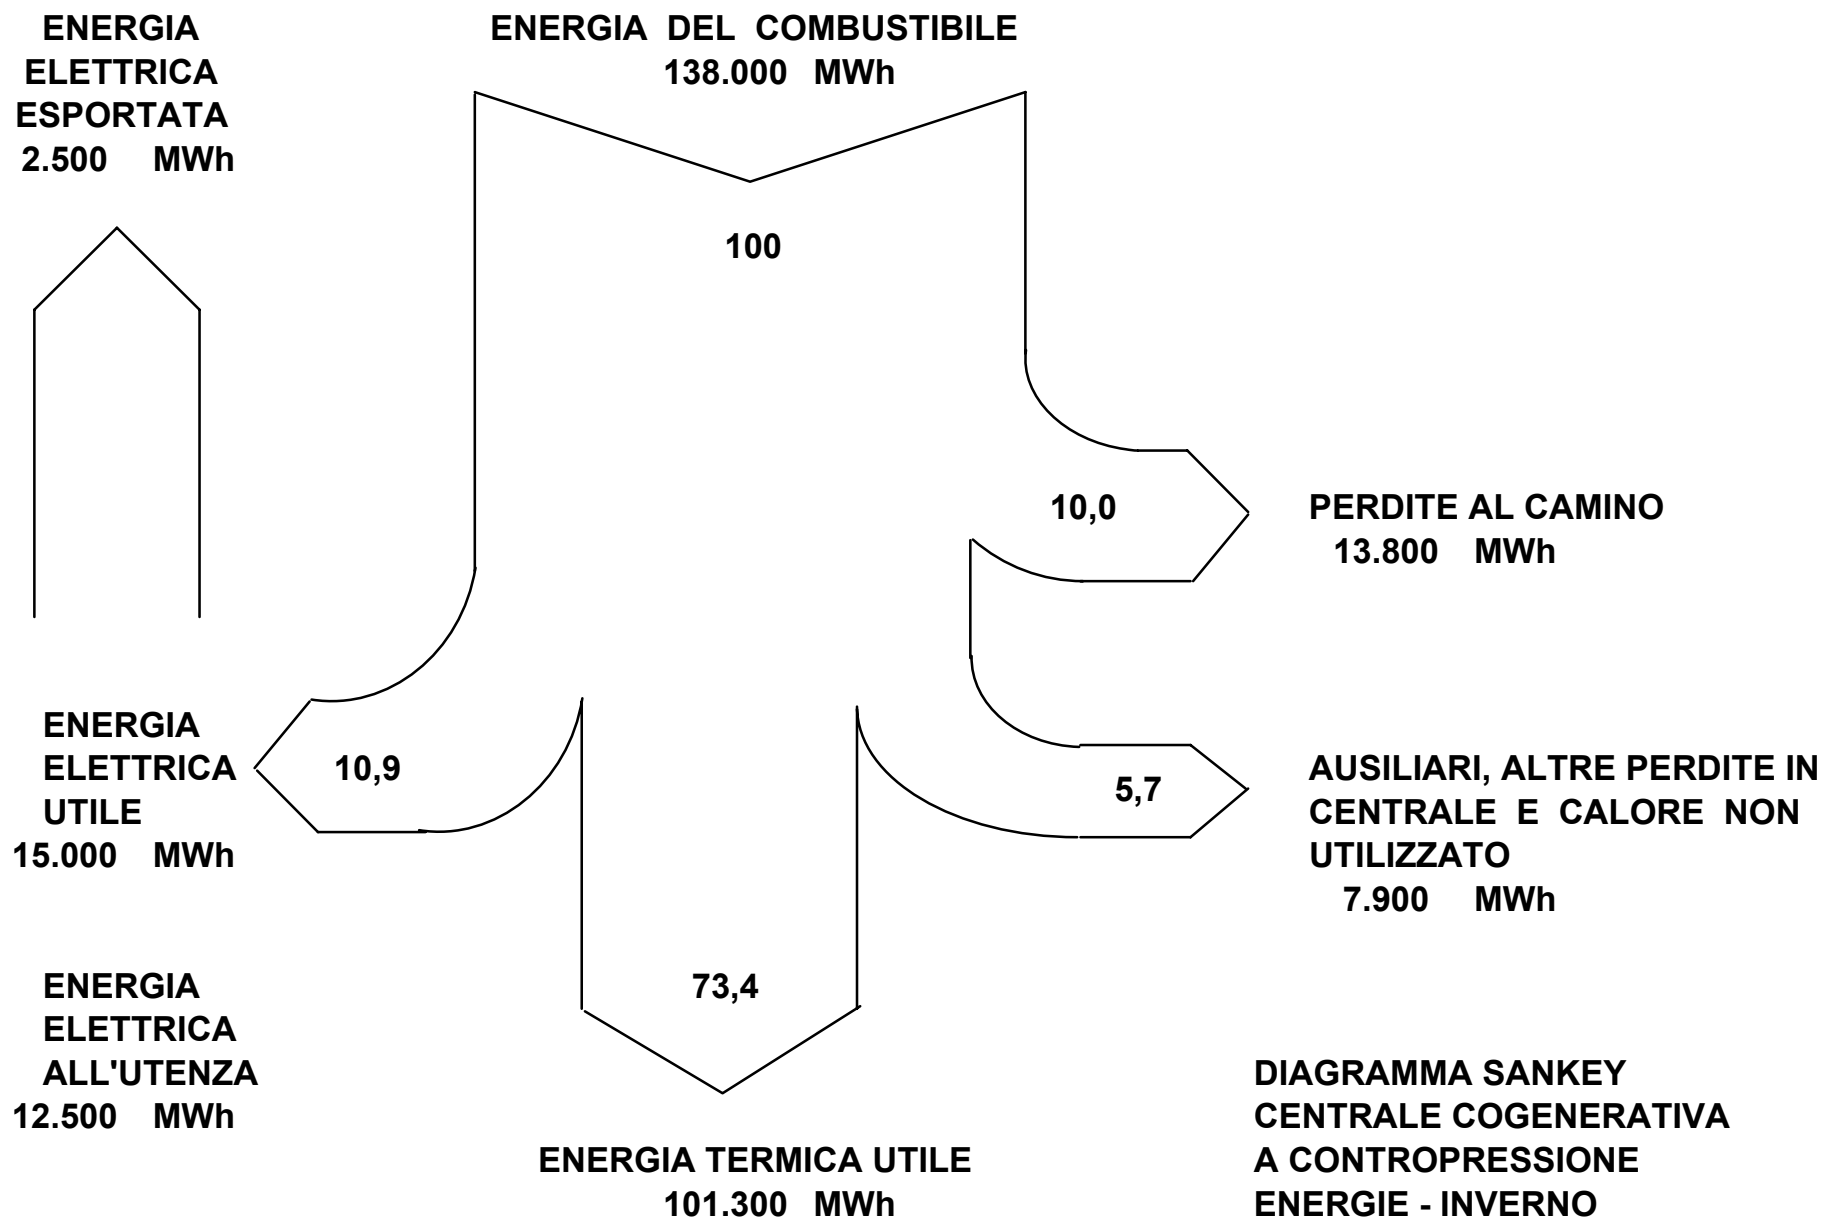 ENERGIA
ELETTRICA
ESPORTATA
2.500 MWh
ENERGIA DEL COMBUSTIBILE
138.000 MWh
100
10,0
PERDITE AL CAMINO
13.800 MWh
ENERGIA
ELETTRICA
UTILE
15.000 MWh
10,9
5,7
AUSILIARI, ALTRE PERDITE IN
CENTRALE E CALORE NON
UTILIZZATO
7.900 MWh
73,4
ENERGIA
ELETTRICA
ALL'UTENZA
12.500 MWh
ENERGIA TERMICA UTILE
101.300 MWh
DIAGRAMMA SANKEY
CENTRALE COGENERATIVA
A CONTROPRESSIONE
ENERGIE - INVERNO